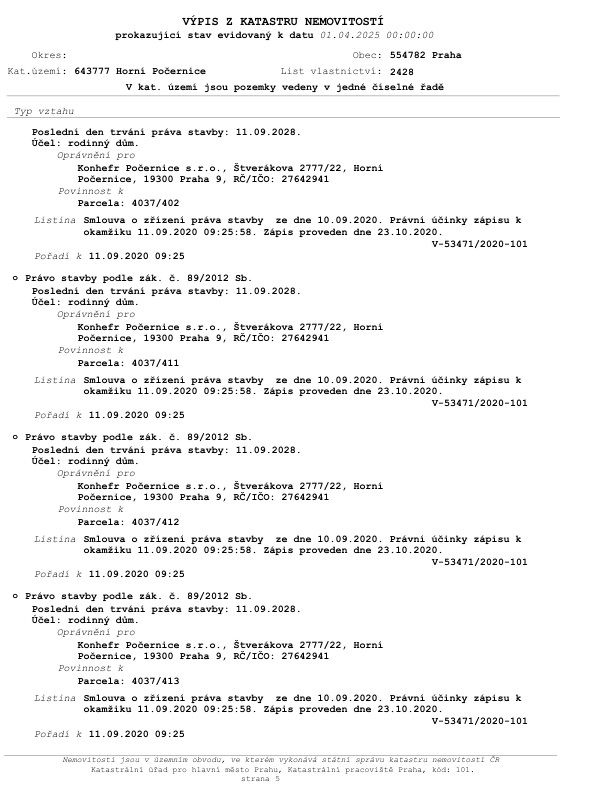 VÝPIS Z KATASTRU NEMOVITOSTÍ
prokazující stav evidovaný k datu 01.04.2025 00:00:00
Okres: Obec: 554782 Praha
Kat.území: 643777 Horní Počernice List vlastnictví: 2428
V kat. území jsou pozemky vedeny v jedné číselné řadě
Typ vztahu
Poslední den trvání práva stavby: 11.09.2028.
Účel: rodinný dům.
Oprávnění pro
Konhefr Počernice s.r.o., Štverákova 2777/22, Horní
Počernice, 19300 Praha 9, RČ/IČO: 27642941
Povinnost k
Parcela: 4037/402
Listina Smlouva o zřízení práva stavby  ze dne 10.09.2020. Právní účinky zápisu k
okamžiku 11.09.2020 09:25:58. Zápis proveden dne 23.10.2020.
V-53471/2020-101
Pořadí k 11.09.2020 09:25
o Právo stavby podle zák. č. 89/2012 Sb.
Poslední den trvání práva stavby: 11.09.2028.
Účel: rodinný dům.
Oprávnění pro
Konhefr Počernice s.r.o., Štverákova 2777/22, Horní
Počernice, 19300 Praha 9, RČ/IČO: 27642941
Povinnost k
Parcela: 4037/411
Listina Smlouva o zřízení práva stavby  ze dne 10.09.2020. Právní účinky zápisu k
okamžiku 11.09.2020 09:25:58. Zápis proveden dne 23.10.2020.
V-53471/2020-101
Pořadí k 11.09.2020 09:25
o Právo stavby podle zák. č. 89/2012 Sb.
Poslední den trvání práva stavby: 11.09.2028.
Účel: rodinný dům.
Oprávnění pro
Konhefr Počernice s.r.o., Štverákova 2777/22, Horní
Počernice, 19300 Praha 9, RČ/IČO: 27642941
Povinnost k
Parcela: 4037/412
Listina Smlouva o zřízení práva stavby  ze dne 10.09.2020. Právní účinky zápisu k
okamžiku 11.09.2020 09:25:58. Zápis proveden dne 23.10.2020.
V-53471/2020-101
Pořadí k 11.09.2020 09:25
o Právo stavby podle zák. č. 89/2012 Sb.
Poslední den trvání práva stavby: 11.09.2028.
Účel: rodinný dům.
Oprávnění pro
Konhefr Počernice s.r.o., Štverákova 2777/22, Horní
Počernice, 19300 Praha 9, RČ/IČO: 27642941
Povinnost k
Parcela: 4037/413
Listina Smlouva o zřízení práva stavby  ze dne 10.09.2020. Právní účinky zápisu k
okamžiku 11.09.2020 09:25:58. Zápis proveden dne 23.10.2020.
V-53471/2020-101
Pořadí k 11.09.2020 09:25
Nemovitosti jsou v územním obvodu, ve kterém vykonává státní správu katastru nemovitostí ČR
Katastrální úřad pro hlavní město Prahu, Katastrální pracoviště Praha, kód: 101.
strana 5